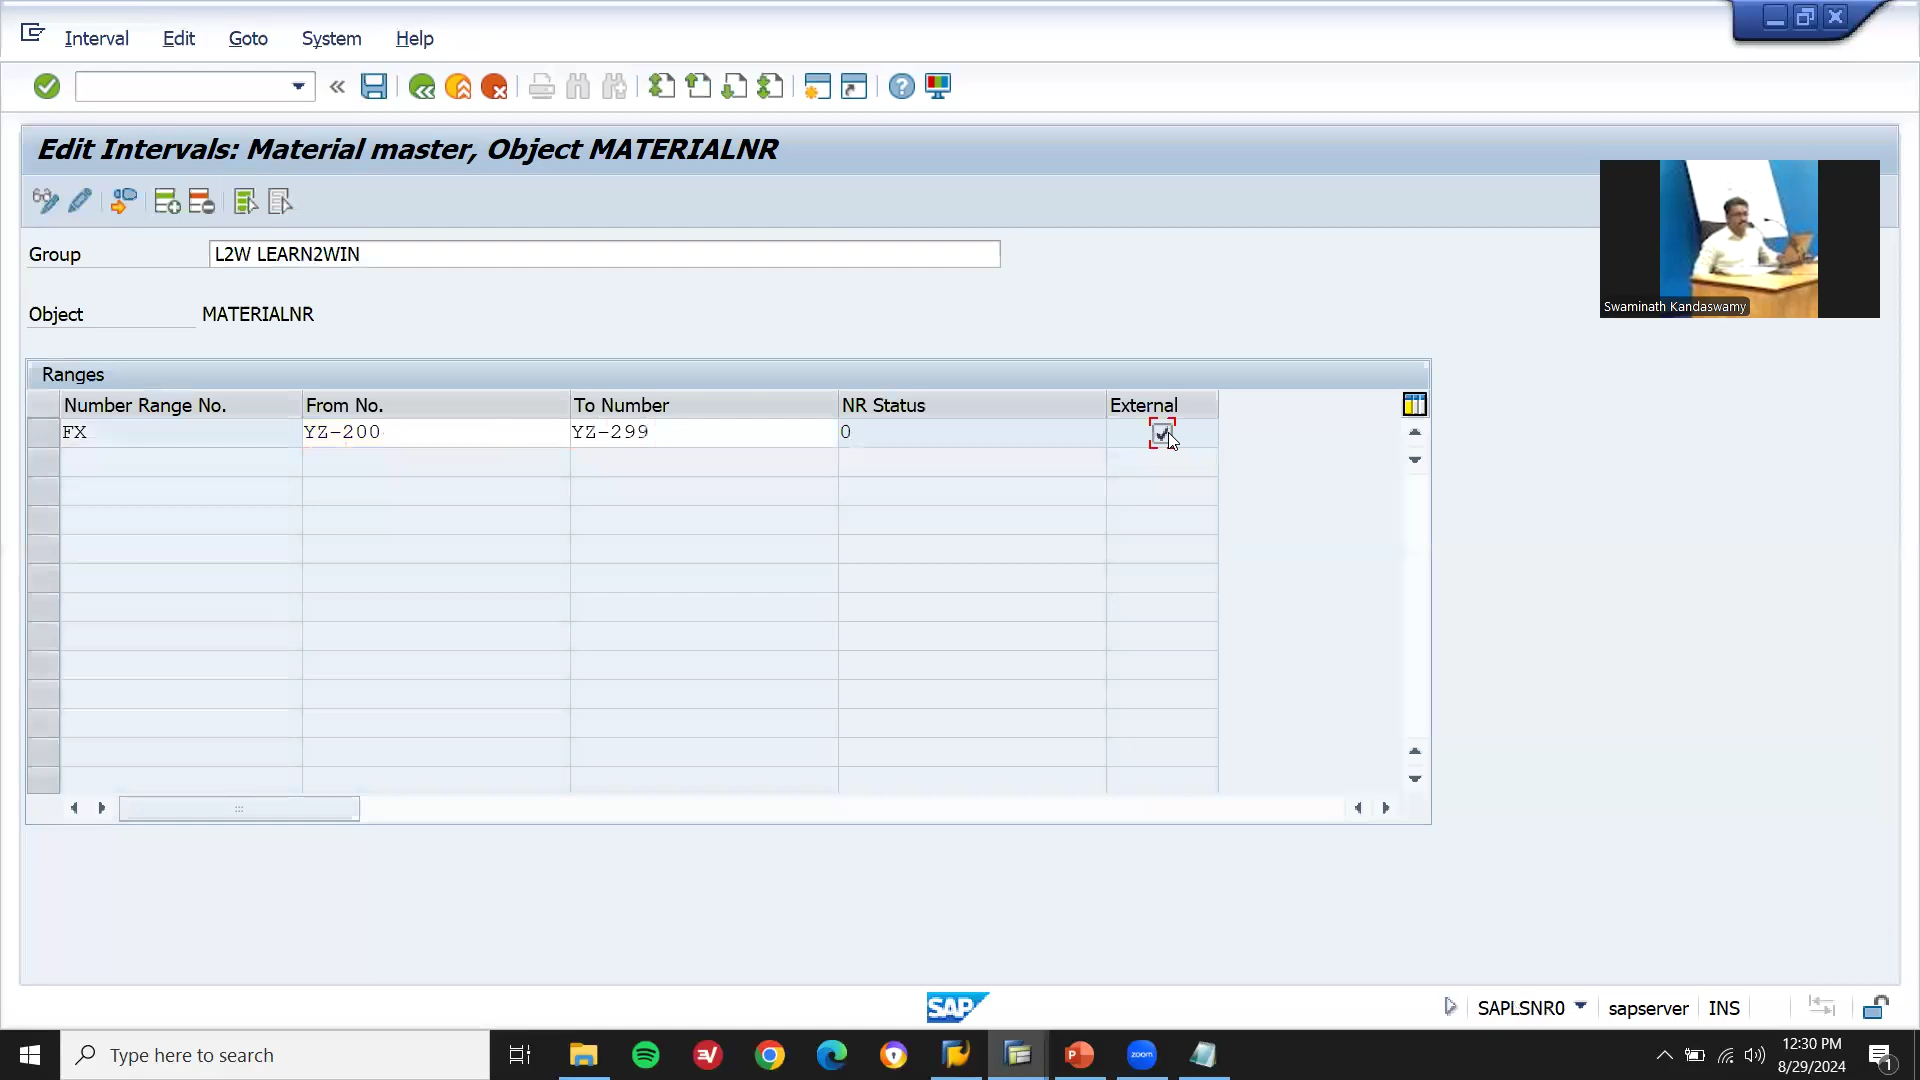 Interval Edit Goto System Help
Edit Intervals: Material master, Object MATERIALNR
Group L2W LEARN2WIN
Object MATERIALNR
Swaminath Kandaswamy
Ranges
Number Range No. From No. To Number NR Status External
FX YZ-200 YZ-299 0
SAP SAPLSNR0 sapserver INS
Type here to search
P zoom
12:30 PM
8/29/2024
1